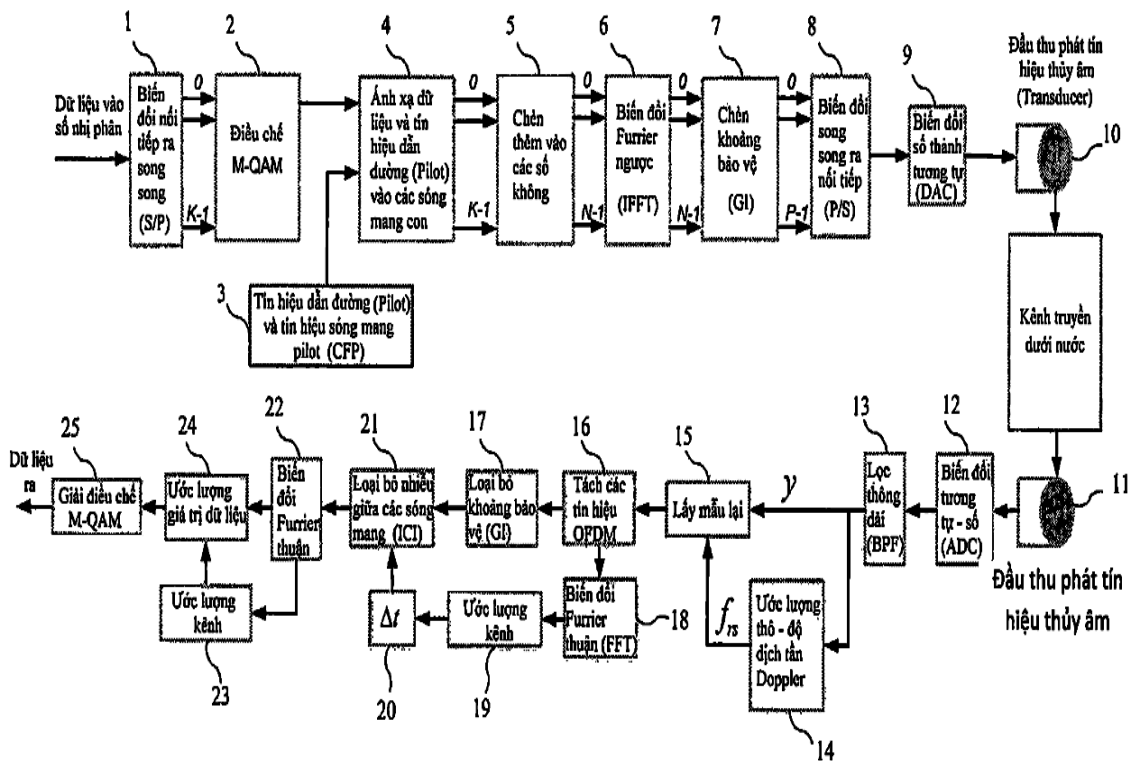 1
2
4
5
6
7
8
9
Dữ liệu vào
số nhị phân
Biến
đổi nối
tiếp ra
song
song
(S/P)
0
K-1
Điều chế
M-QAM
Ánh xạ dữ
liệu và tín
hiệu dẫn
đường (Pilot)
vào các sóng
mang con
0
K-1
Chèn
thêm vào
các số
không
0
N-1
Biến đổi
Furrier
ngược
(IFFT)
0
N-1
Chèn
khoảng
bảo vệ
(GI)
0
P-1
Biến đổi
song
song ra
nối tiếp
(P/S)
Biến đổi
số thành
tương tự
(DAC)
Đầu thu phát tín
hiệu thủy âm
(Transducer)
10
3
Tín hiệu dẫn đường (Pilot)
và tín hiệu sóng mang
pilot (CFP)
Kênh truyền
dưới nước
25
24
22
21
17
16
15
13
12
Dữ liệu
ra
Giải điều chế
M-QAM
Ước lượng
giá trị dữ liệu
Biến
đổi
Furrier
thuận
Loại bỏ nhiễu
giữa các sóng
mang (ICI)
Loại bỏ
khoảng bảo
vệ (GI)
Tách các
tín hiệu
OFDM
Lấy mẫu lại
y
Lọc
thông
dải
(BPF)
Biến đổi
tương
tự - số
(ADC)
11
Đầu thu phát tín
hiệu thủy âm
Ước lượng
kênh
23
Δt
20
Ước lượng
kênh
19
Biến đổi
Furrier
thuận (FFT)
18
frs
Ước lượng
thô - độ
dịch tần
Doppler
14